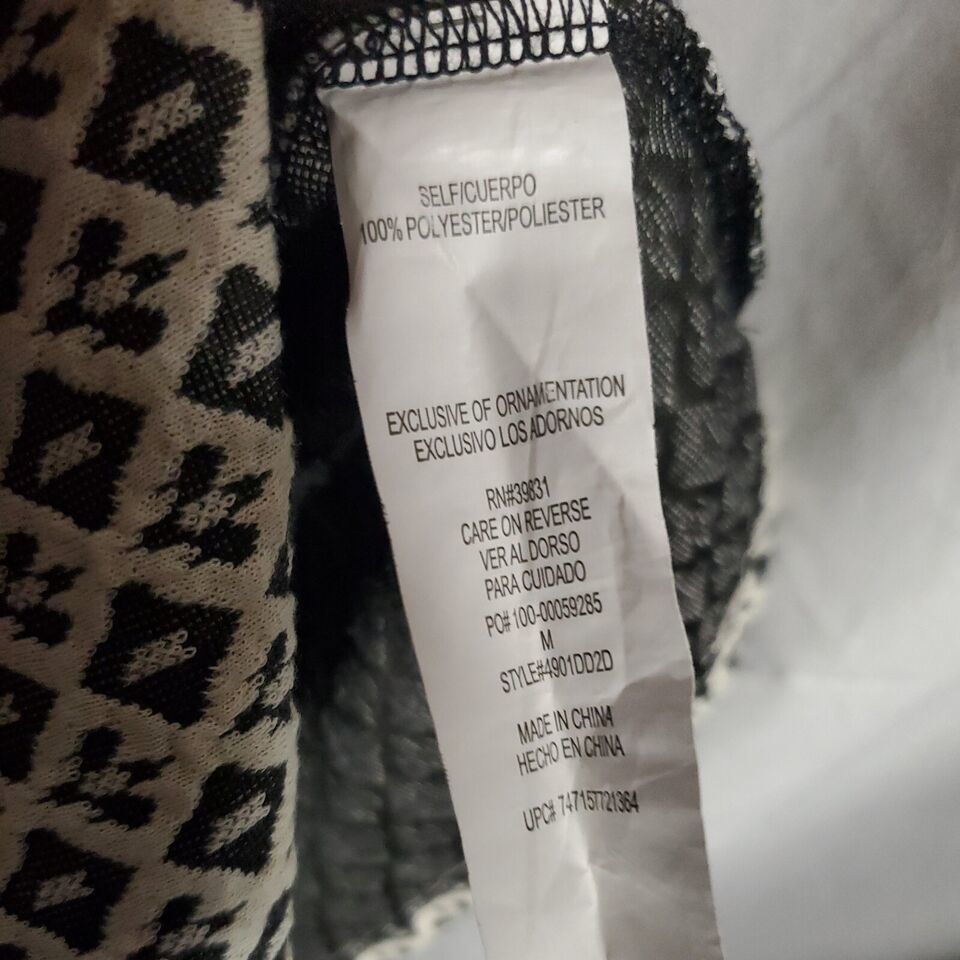 SELF/CUERPO
100% POLYESTER/POLIESTER
EXCLUSIVE OF ORNAMENTATION
EXCLUSIVO LOS ADORNOS
RN#39831
CARE ON REVERSE
VER AL DORSO
PARA CUIDADO
PO# 100-00059285
M
STYLE#4901DD2D
MADE IN CHINA
HECHO EN CHINA
UPC# 747157721364